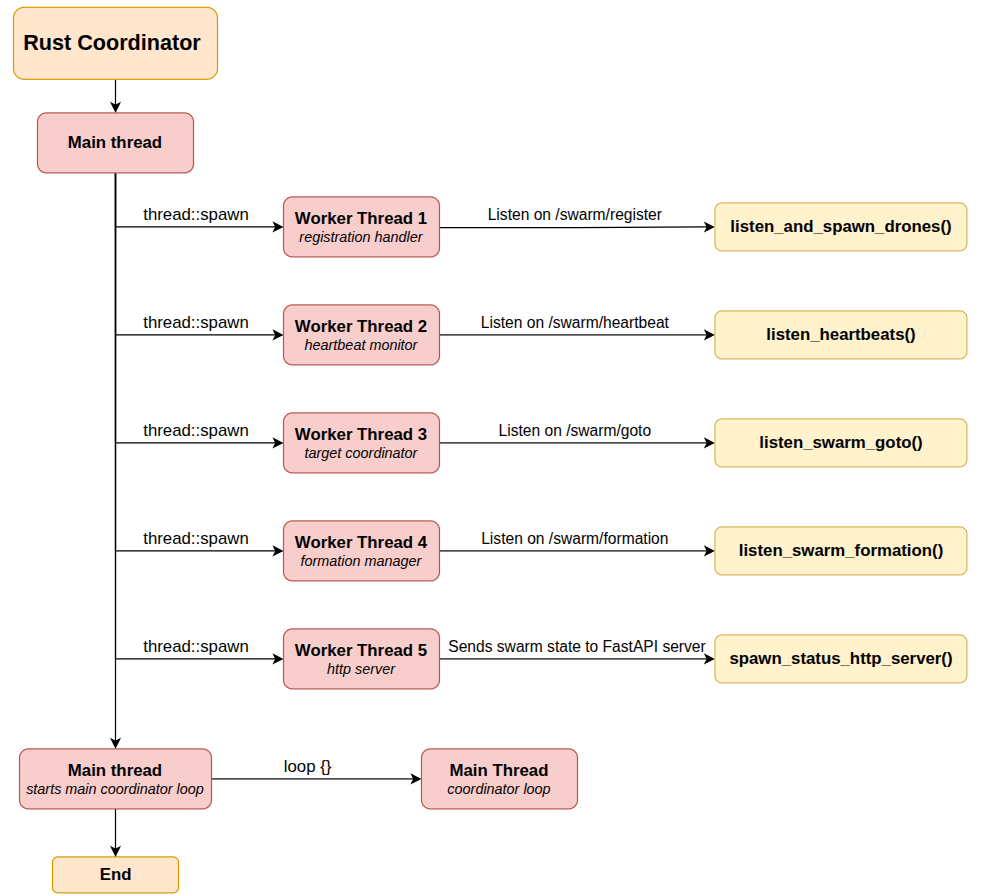 Rust Coordinator
Main thread
thread::spawn
Worker Thread 1
registration handler
Listen on /swarm/register
listen_and_spawn_drones()
thread::spawn
Worker Thread 2
heartbeat monitor
Listen on /swarm/heartbeat
listen_heartbeats()
thread::spawn
Worker Thread 3
target coordinator
Listen on /swarm/goto
listen_swarm_goto()
thread::spawn
Worker Thread 4
formation manager
Listen on /swarm/formation
listen_swarm_formation()
thread::spawn
Worker Thread 5
http server
Sends swarm state to FastAPI server
spawn_status_http_server()
Main thread
starts main coordinator loop
loop {}
Main Thread
coordinator loop
End